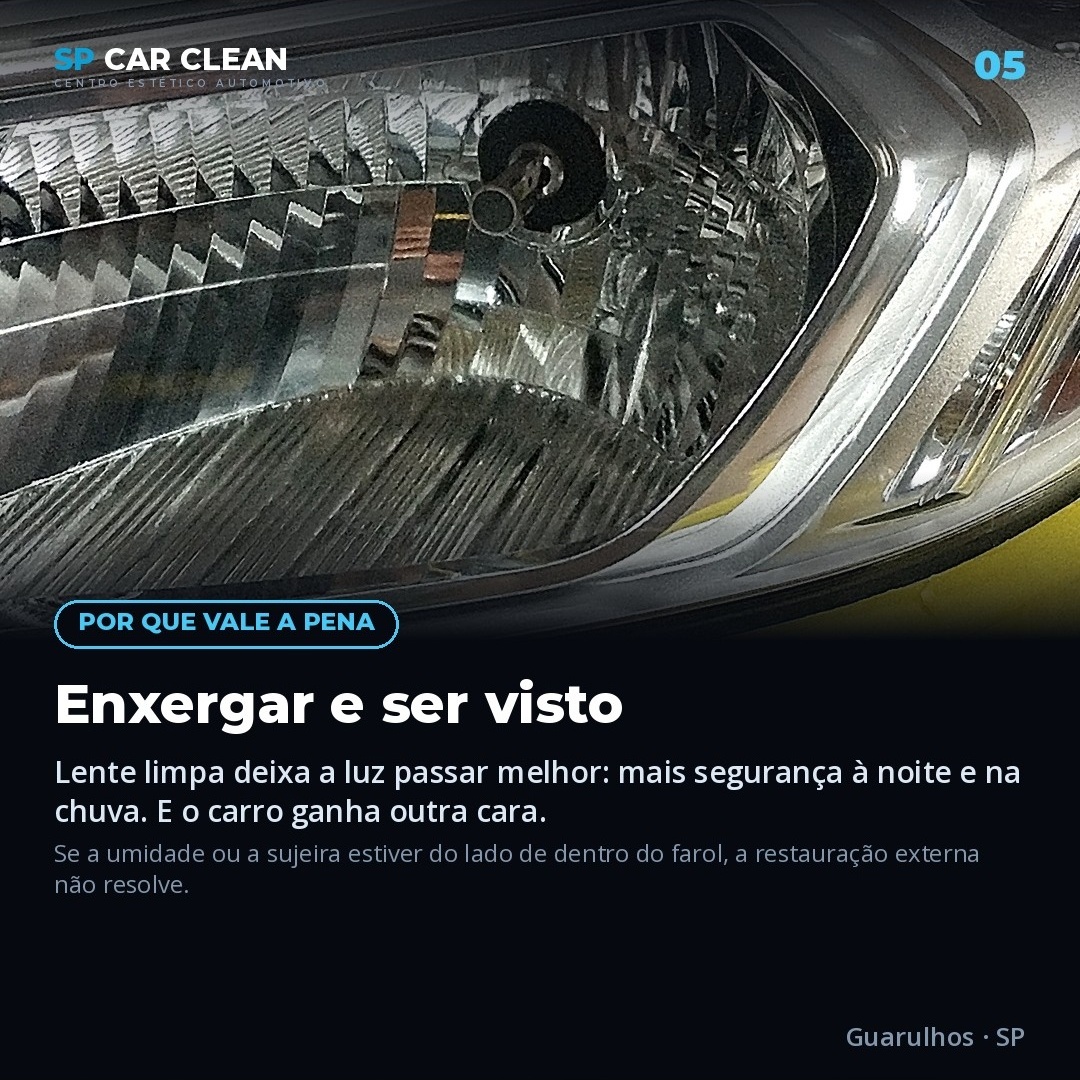 SP CAR CLEAN
CENTRO ESTÉTICO AUTOMOTIVO
05
POR QUE VALE A PENA
Enxergar e ser visto
Lente limpa deixa a luz passar melhor: mais segurança à noite e na
chuva. E o carro ganha outra cara.
Se a umidade ou a sujeira estiver do lado de dentro do farol, a restauração externa
não resolve.
Guarulhos · SP